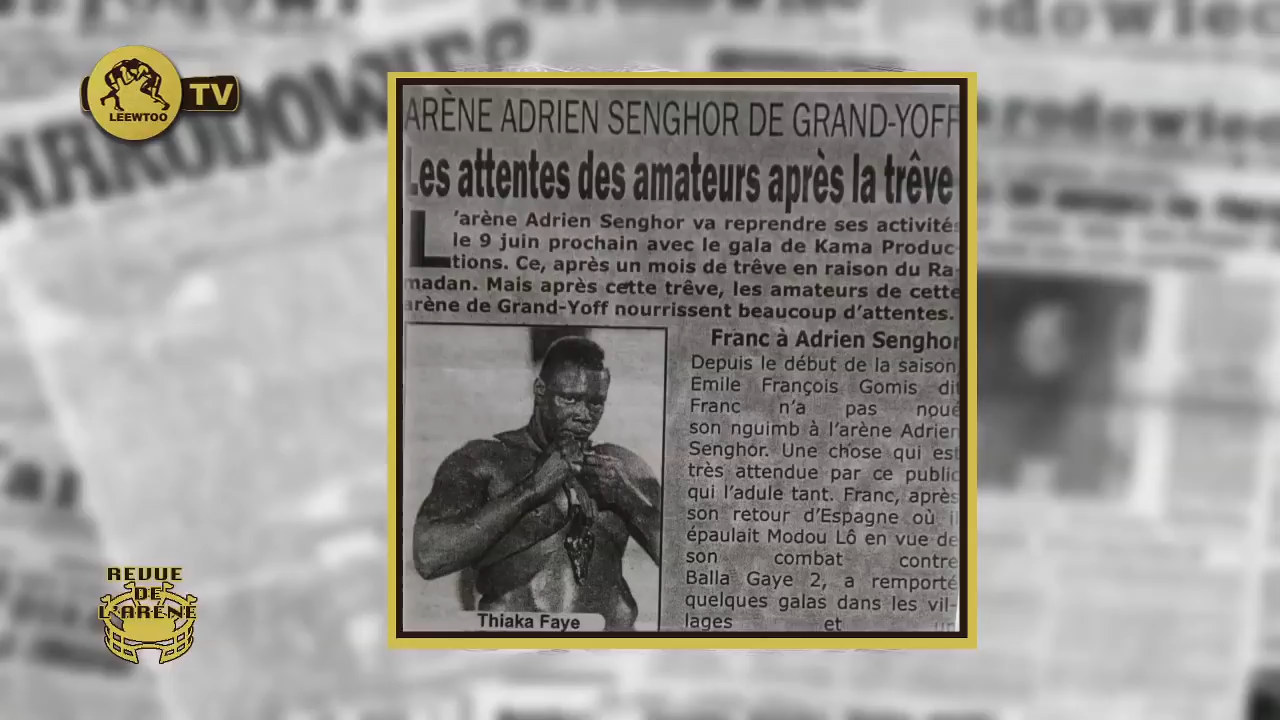 LEEWTOO TV
ARÈNE ADRIEN SENGHOR DE GRAND-YOFF
Les attentes des amateurs après la trêve
L'arène Adrien Senghor va reprendre ses activités
le 9 juin prochain avec le gala de Kama Produc-
tions. Ce, après un mois de trêve en raison du Ra-
madan. Mais après cette trêve, les amateurs de cette
arène de Grand-Yoff nourrissent beaucoup d'attentes.
Franc à Adrien Senghor
Depuis le début de la saison,
Emile François Gomis dit
Franc n'a pas noué
son nguimb à l'arène Adrien
Senghor. Une chose qui est
très attendue par ce public
qui l'adule tant. Franc, après
son retour d'Espagne où il
épaulait Modou Lô en vue de
son combat contre
Balla Gaye 2, a remporté
quelques galas dans les vil-
lages et un
Thiaka Faye
REVUE
DE
L'ARÈNE
NARODOWIES